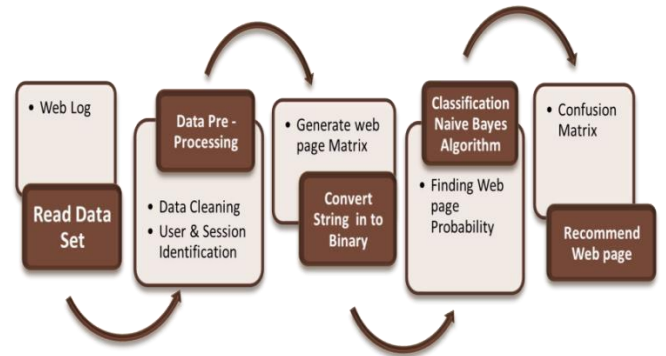 • Web Log
Read Data
Set
Data Pre -
Processing
• Data Cleaning
• User & Session
Identification
• Generate web
page Matrix
Convert
String in to
Binary
Classification
Naive Bayes
Algorithm
• Finding Web
page
Probability
• Confusion
Matrix
Recommend
Web page